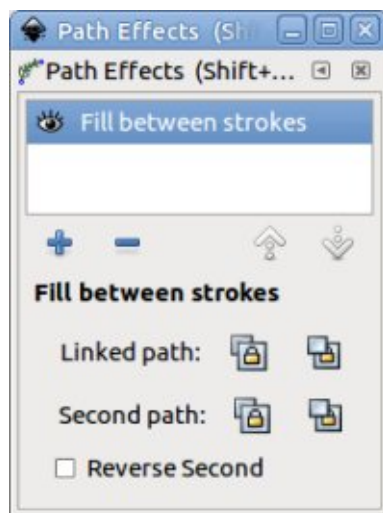 Path Effects (Sh
Path Effects (Shift+...
Fill between strokes
Fill between strokes
Linked path:
Second path:
Reverse Second